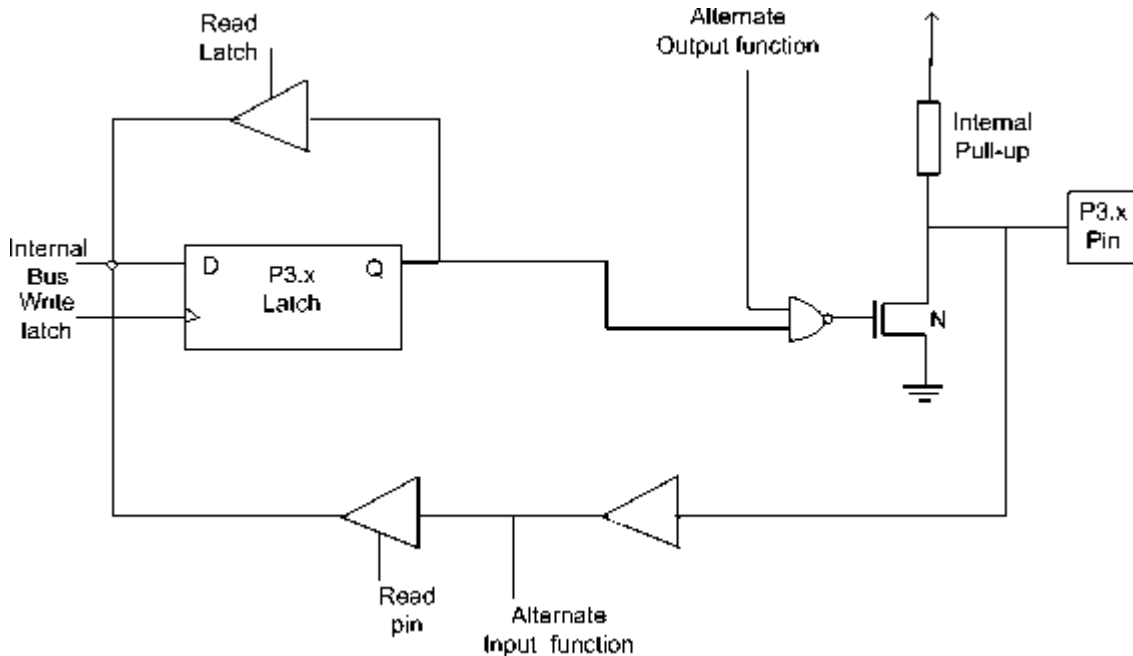 Read
Latch
Alternate
Output function
Internal
Pull-up
P3.x
Pin
Internal
Bus
Write
latch
D
Q
P3.x
Latch
N
Read
pin
Alternate
Input function